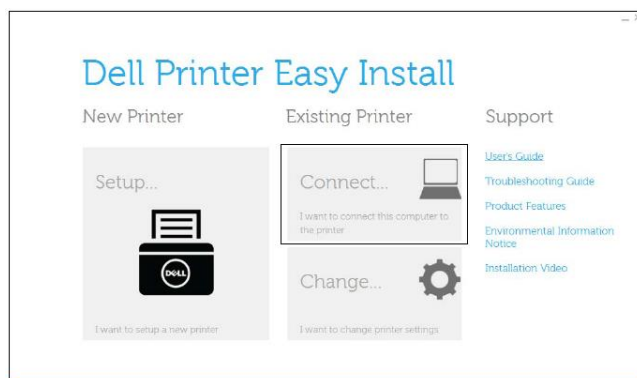 Dell Printer Easy Install
New Printer
Existing Printer
Support
Setup...
DELL
I want to setup a new printer
Connect...
I want to connect this computer to
the printer
Change...
I want to change printer settings
User's Guide
Troubleshooting Guide
Product Features
Environmental Information
Notice
Installation Video